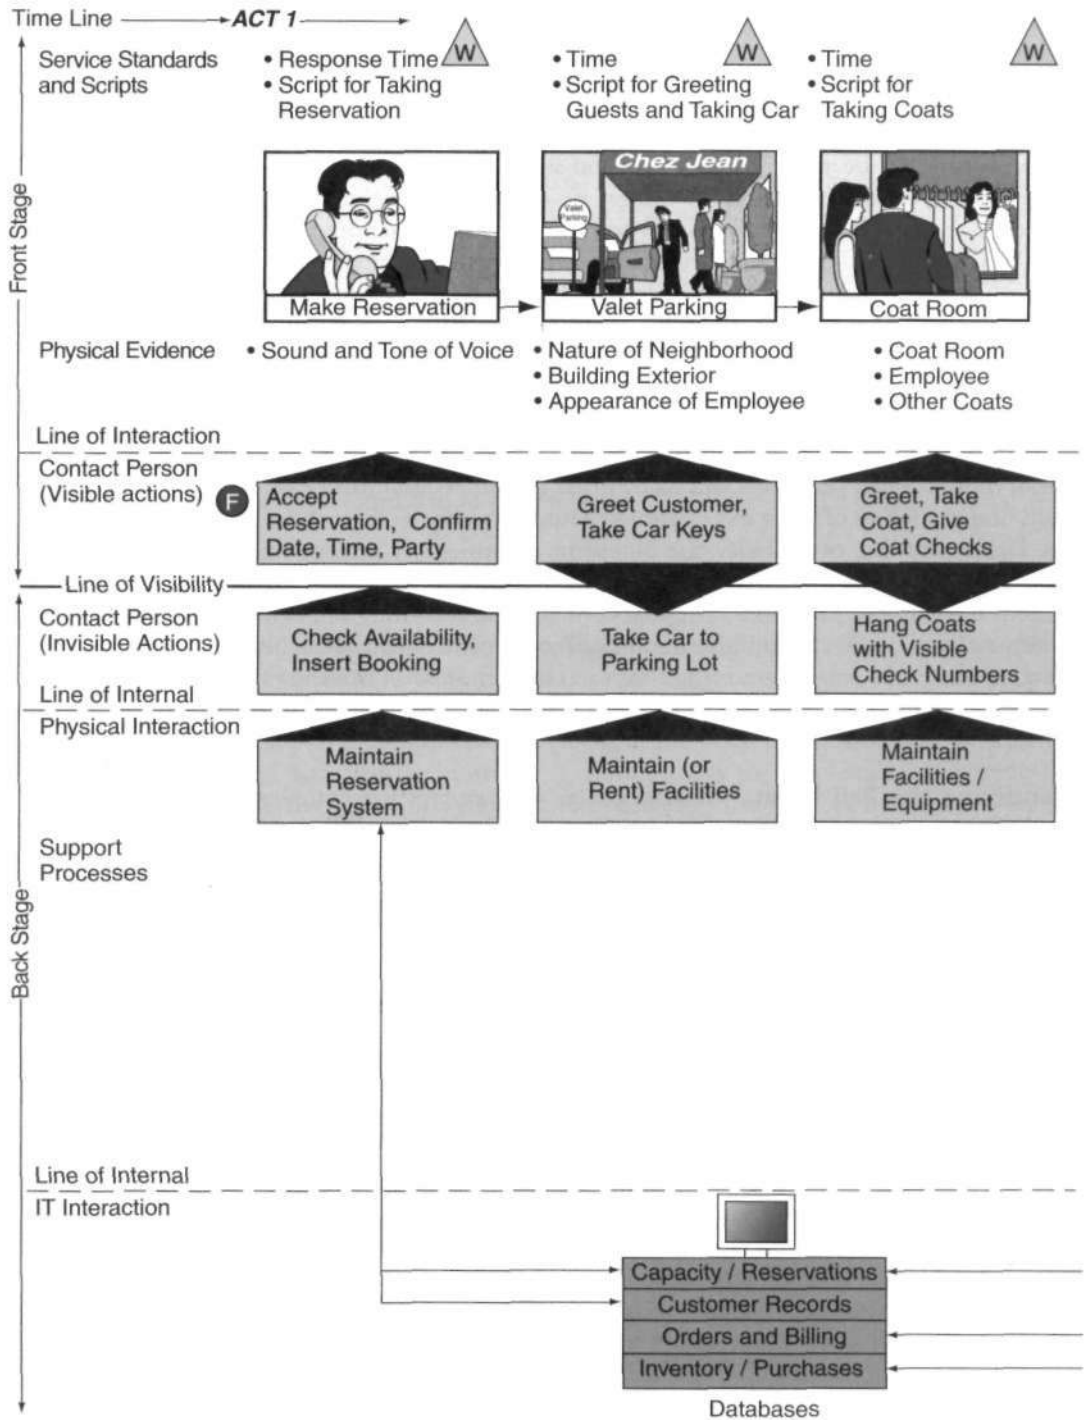 Time Line ACT 1
Service Standards
and Scripts
• Response Time
• Script for Taking
Reservation
W
• Time
• Script for Greeting
Guests and Taking Car
W
• Time
• Script for
Taking Coats
W
Front Stage
Chez Jean
Valet
Parking
Make Reservation
Valet Parking
Coat Room
Physical Evidence
• Sound and Tone of Voice
• Nature of Neighborhood
• Building Exterior
• Appearance of Employee
• Coat Room
• Employee
• Other Coats
Line of Interaction
Contact Person
(Visible actions)
F
Accept
Reservation, Confirm
Date, Time, Party
Greet Customer,
Take Car Keys
Greet, Take
Coat, Give
Coat Checks
Line of Visibility
Contact Person
(Invisible Actions)
Check Availability,
Insert Booking
Take Car to
Parking Lot
Hang Coats
with Visible
Check Numbers
Line of Internal
Physical Interaction
Maintain
Reservation
System
Maintain (or
Rent) Facilities
Maintain
Facilities /
Equipment
Support
Processes
Back Stage
Line of Internal
IT Interaction
Capacity / Reservations
Customer Records
Orders and Billing
Inventory / Purchases
Databases